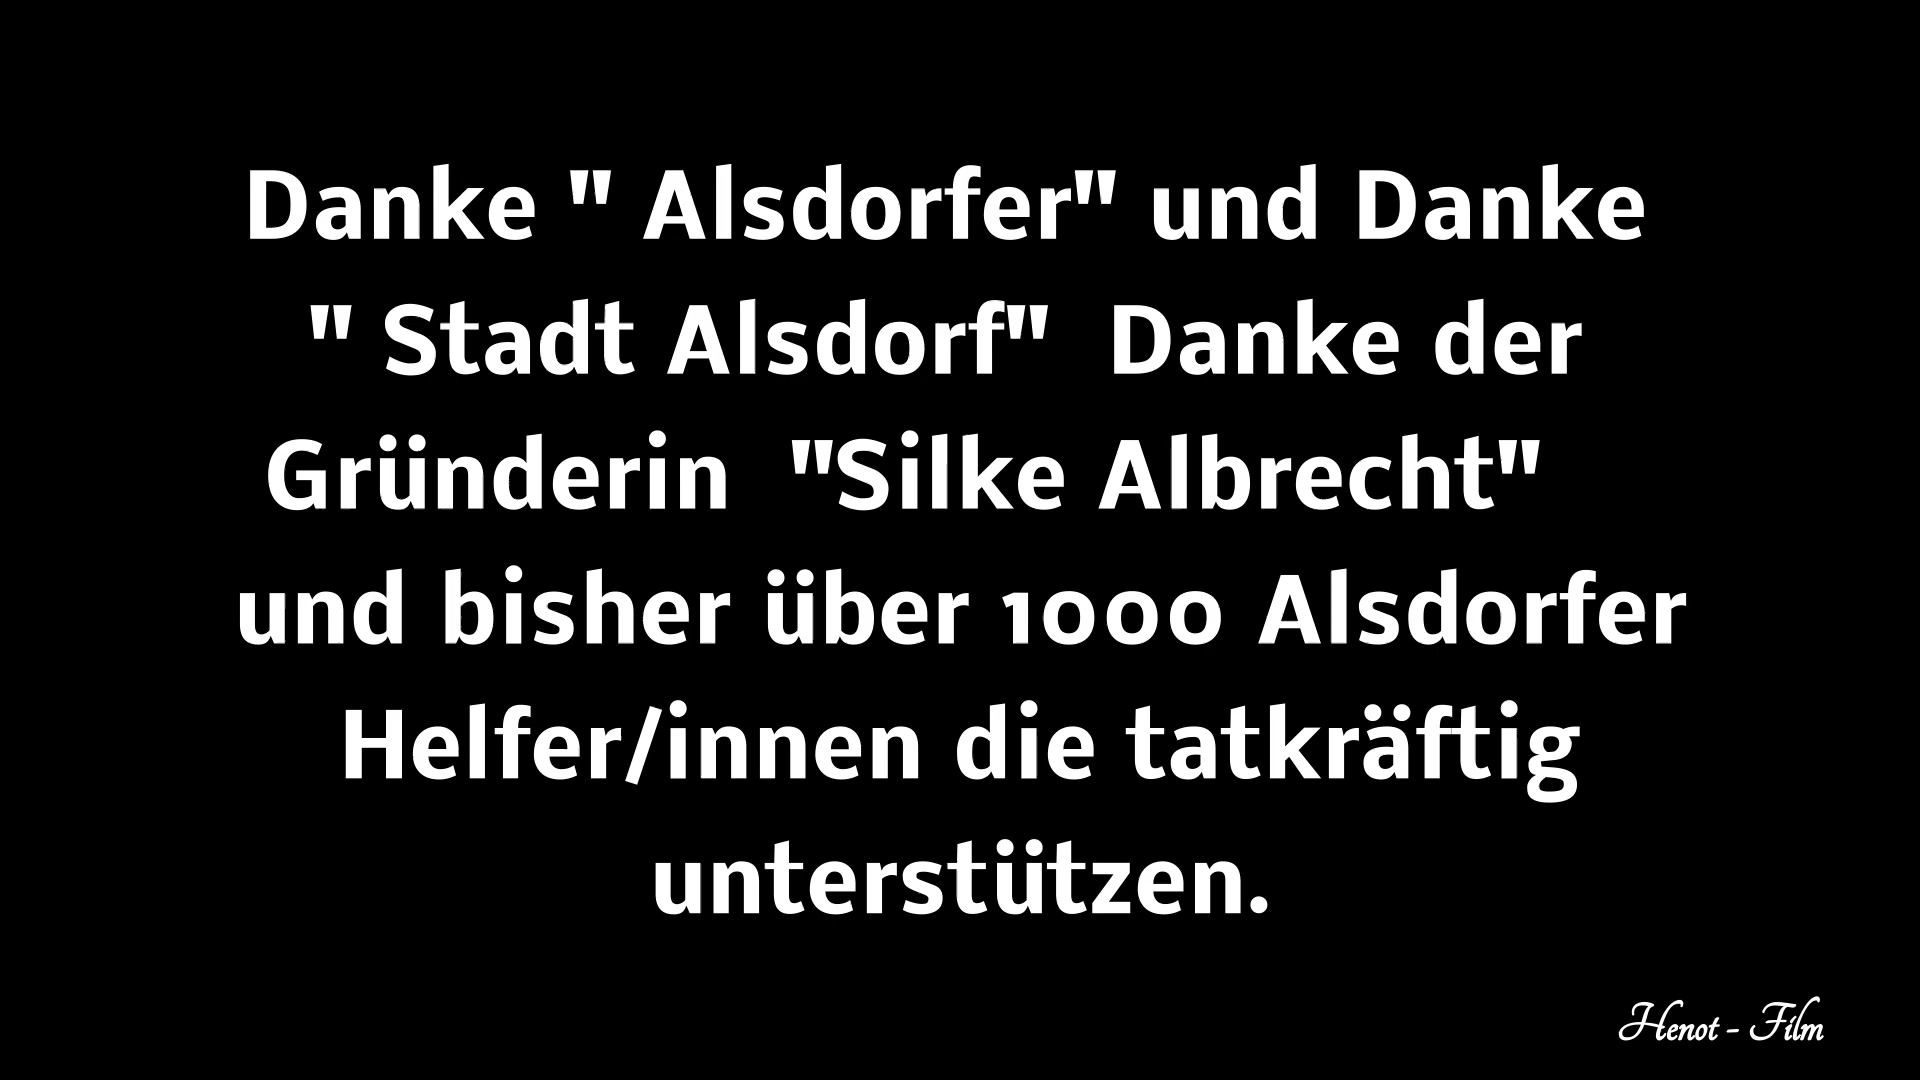 Danke " Alsdorfer" und Danke
" Stadt Alsdorf"  Danke der
Gründerin  "Silke Albrecht"
und bisher über 1000 Alsdorfer
Helfer/innen die tatkräftig
unterstützen.
Henot - Film